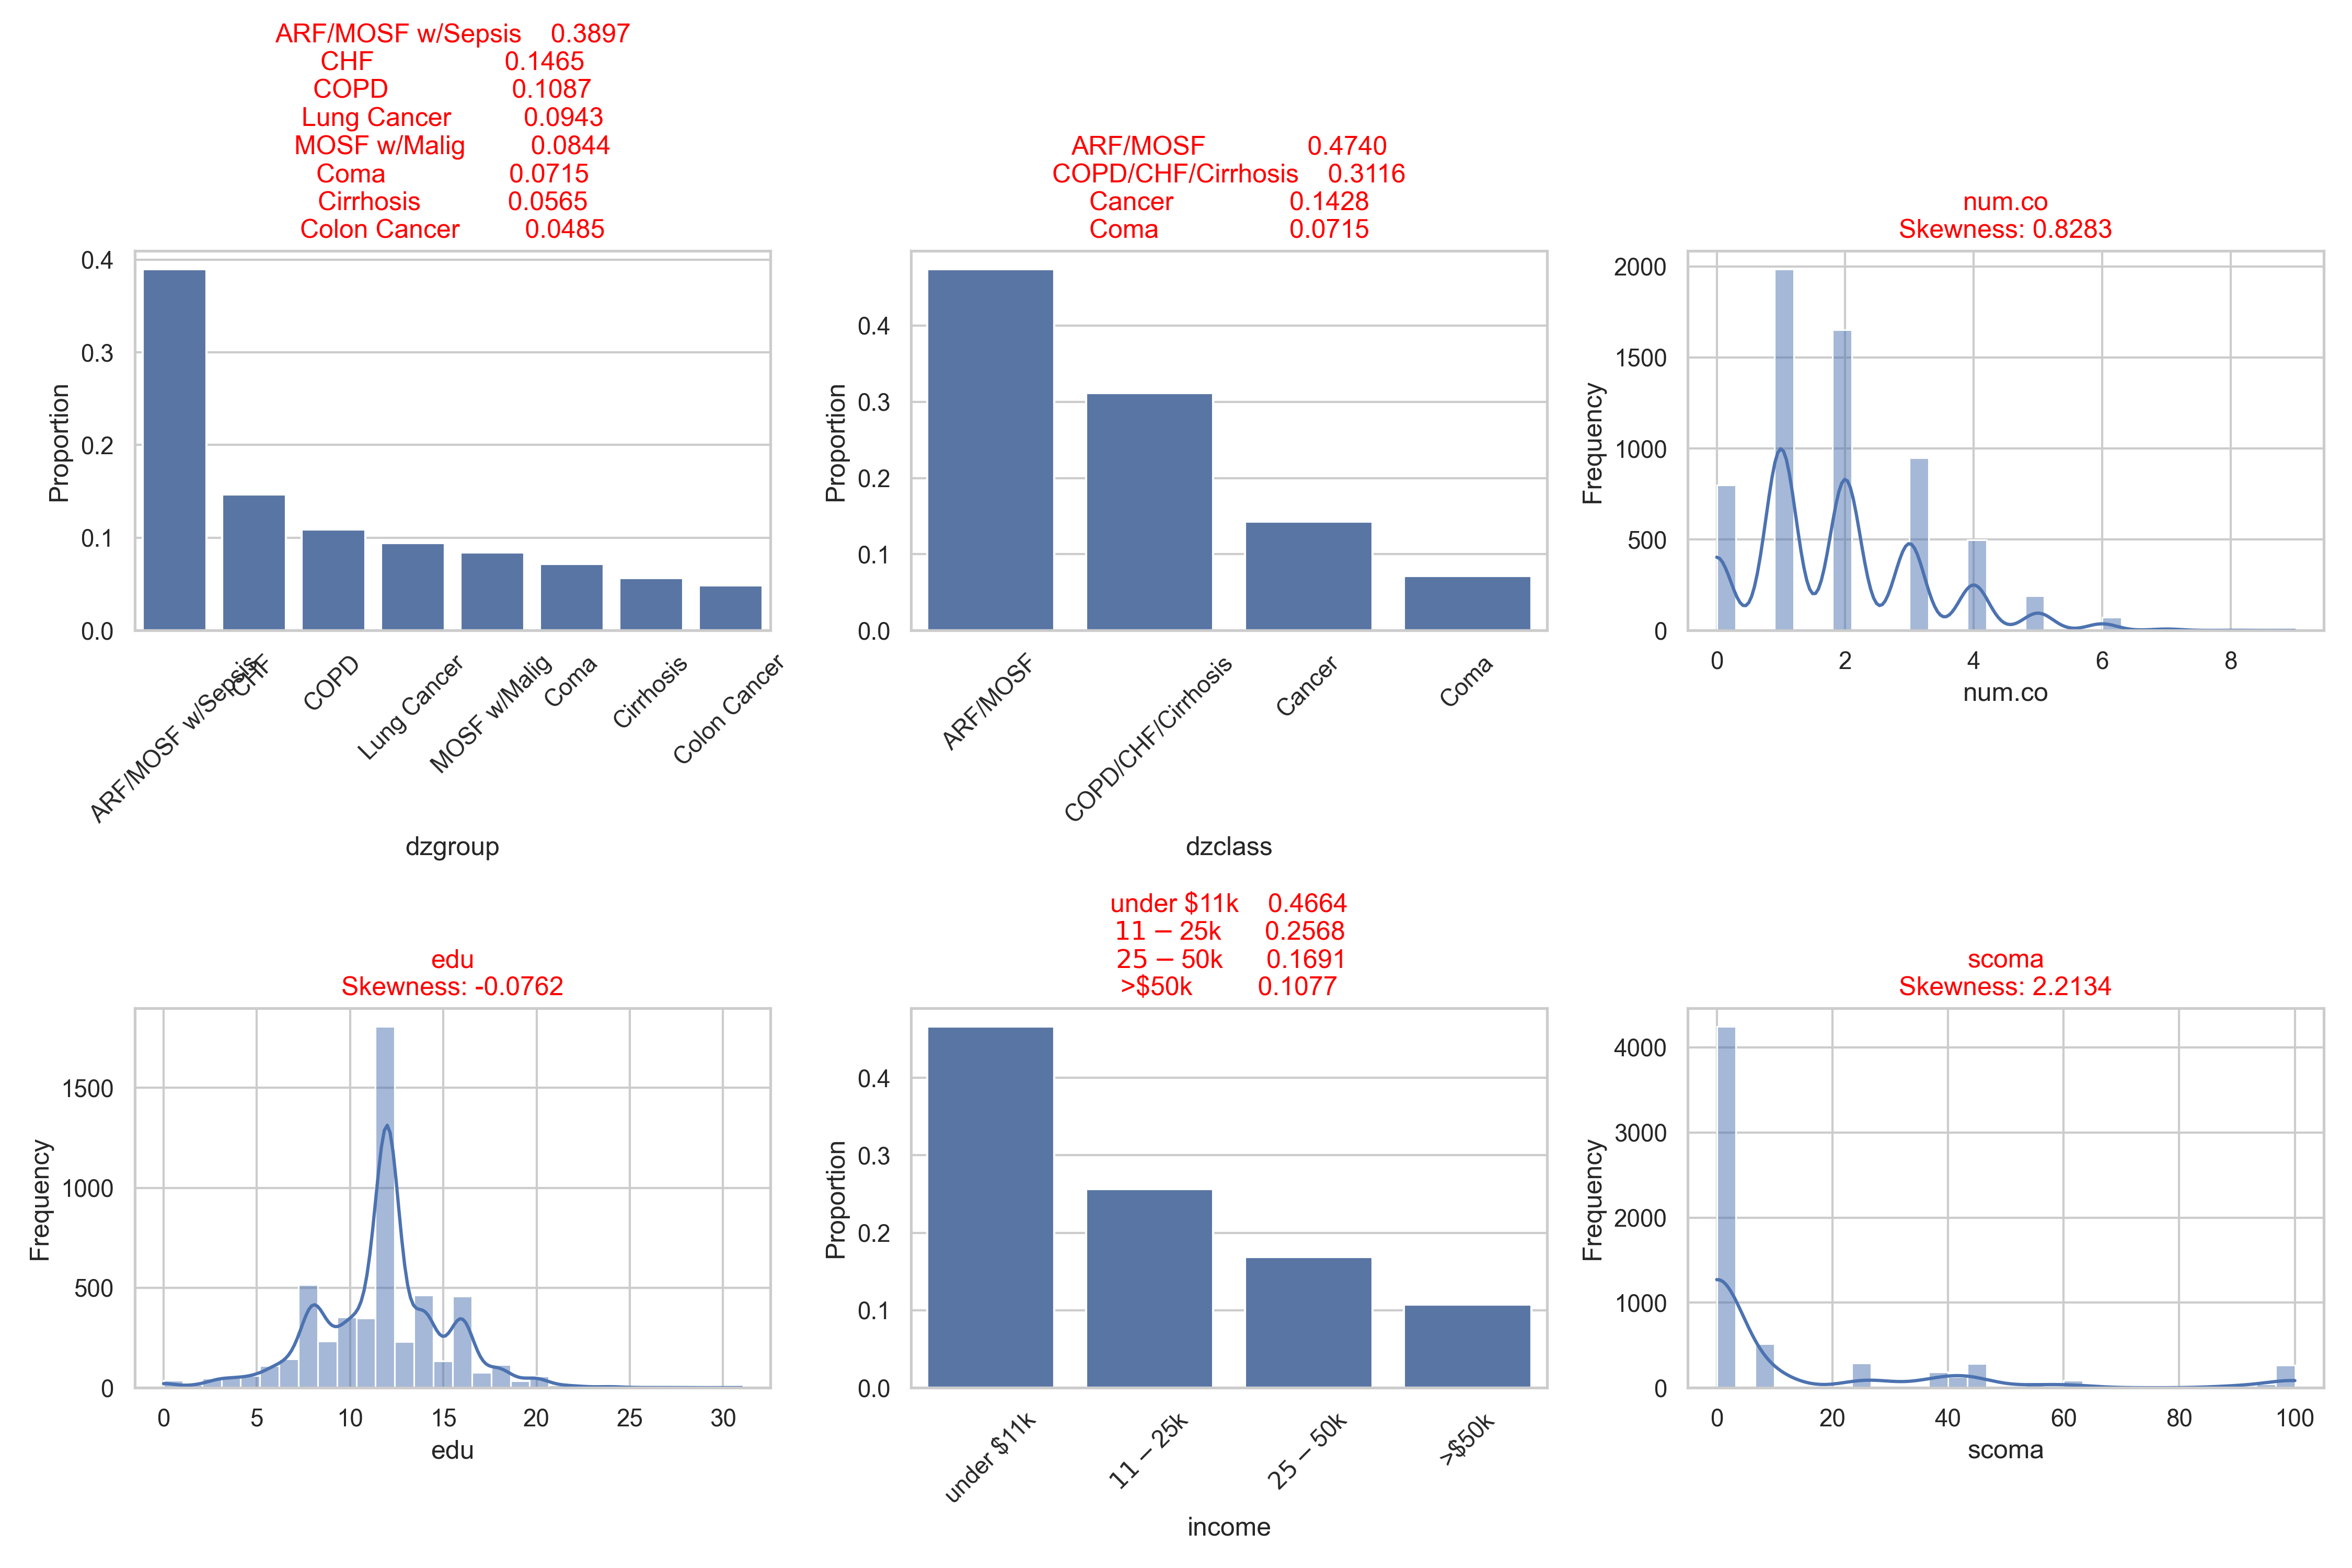 ARF/MOSF w/Sepsis 0.3897
CHF 0.1465
COPD 0.1087
Lung Cancer 0.0943
MOSF w/Malig 0.0844
Coma 0.0715
Cirrhosis 0.0565
Colon Cancer 0.0485
0.4
0.3
0.2
0.1
0.0
Proportion
ARF/MOSF w/Sepsis
CHF
COPD
Lung Cancer
MOSF w/Malig
Coma
Cirrhosis
Colon Cancer
dzgroup
ARF/MOSF 0.4740
COPD/CHF/Cirrhosis 0.3116
Cancer 0.1428
Coma 0.0715
0.4
0.3
0.2
0.1
0.0
Proportion
ARF/MOSF
COPD/CHF/Cirrhosis
Cancer
Coma
dzclass
num.co
Skewness: 0.8283
2000
1500
1000
500
0
Frequency
0 2 4 6 8
num.co
edu
Skewness: -0.0762
1500
1000
500
0
Frequency
0 5 10 15 20 25 30
edu
under $11k 0.4664
11 − 25k 0.2568
25 − 50k 0.1691
>$50k 0.1077
0.4
0.3
0.2
0.1
0.0
Proportion
under $11k
11 − 25k
25 − 50k
>$50k
income
scoma
Skewness: 2.2134
4000
3000
2000
1000
0
Frequency
0 20 40 60 80 100
scoma